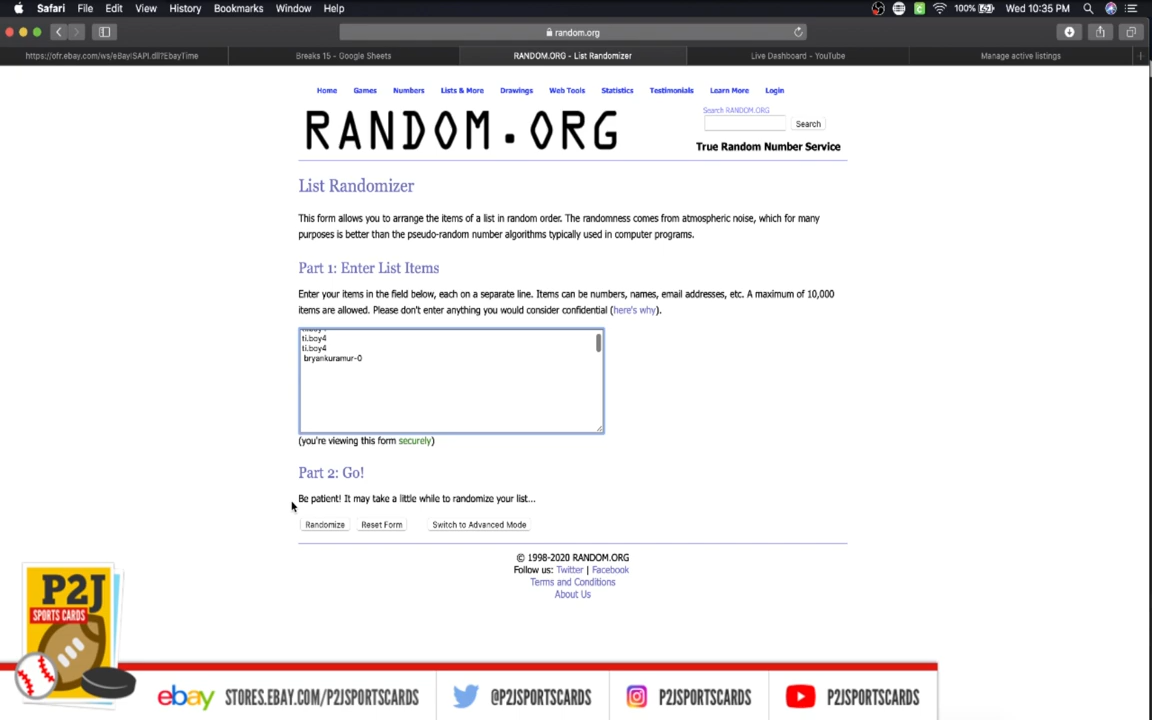 Safari File Edit View History Bookmarks Window Help 100% Wed 10:35 PM
random.org
https://ofr.ebay.com/ws/eBayISAPI.dll?EbayTime Breaks 15 - Google Sheets RANDOM.ORG - List Randomizer Live Dashboard - YouTube Manage active listings
Home Games Numbers Lists & More Drawings Web Tools Statistics Testimonials Learn More Login
Search RANDOM.ORG
RANDOM.ORG
Search
True Random Number Service
List Randomizer
This form allows you to arrange the items of a list in random order. The randomness comes from atmospheric noise, which for many
purposes is better than the pseudo-random number algorithms typically used in computer programs.
Part 1: Enter List Items
Enter your items in the field below, each on a separate line. Items can be numbers, names, email addresses, etc. A maximum of 10,000
items are allowed. Please don't enter anything you would consider confidential (here's why).
ti.boy4
ti.boy4
bryankuramur-0
(you're viewing this form securely)
Part 2: Go!
Be patient! It may take a little while to randomize your list...
Randomize Reset Form Switch to Advanced Mode
© 1998-2020 RANDOM.ORG
Follow us: Twitter | Facebook
Terms and Conditions
About Us
P2J
SPORTS CARDS
ebay STORES.EBAY.COM/P2JSPORTSCARDS @P2JSPORTSCARDS P2JSPORTSCARDS P2JSPORTSCARDS